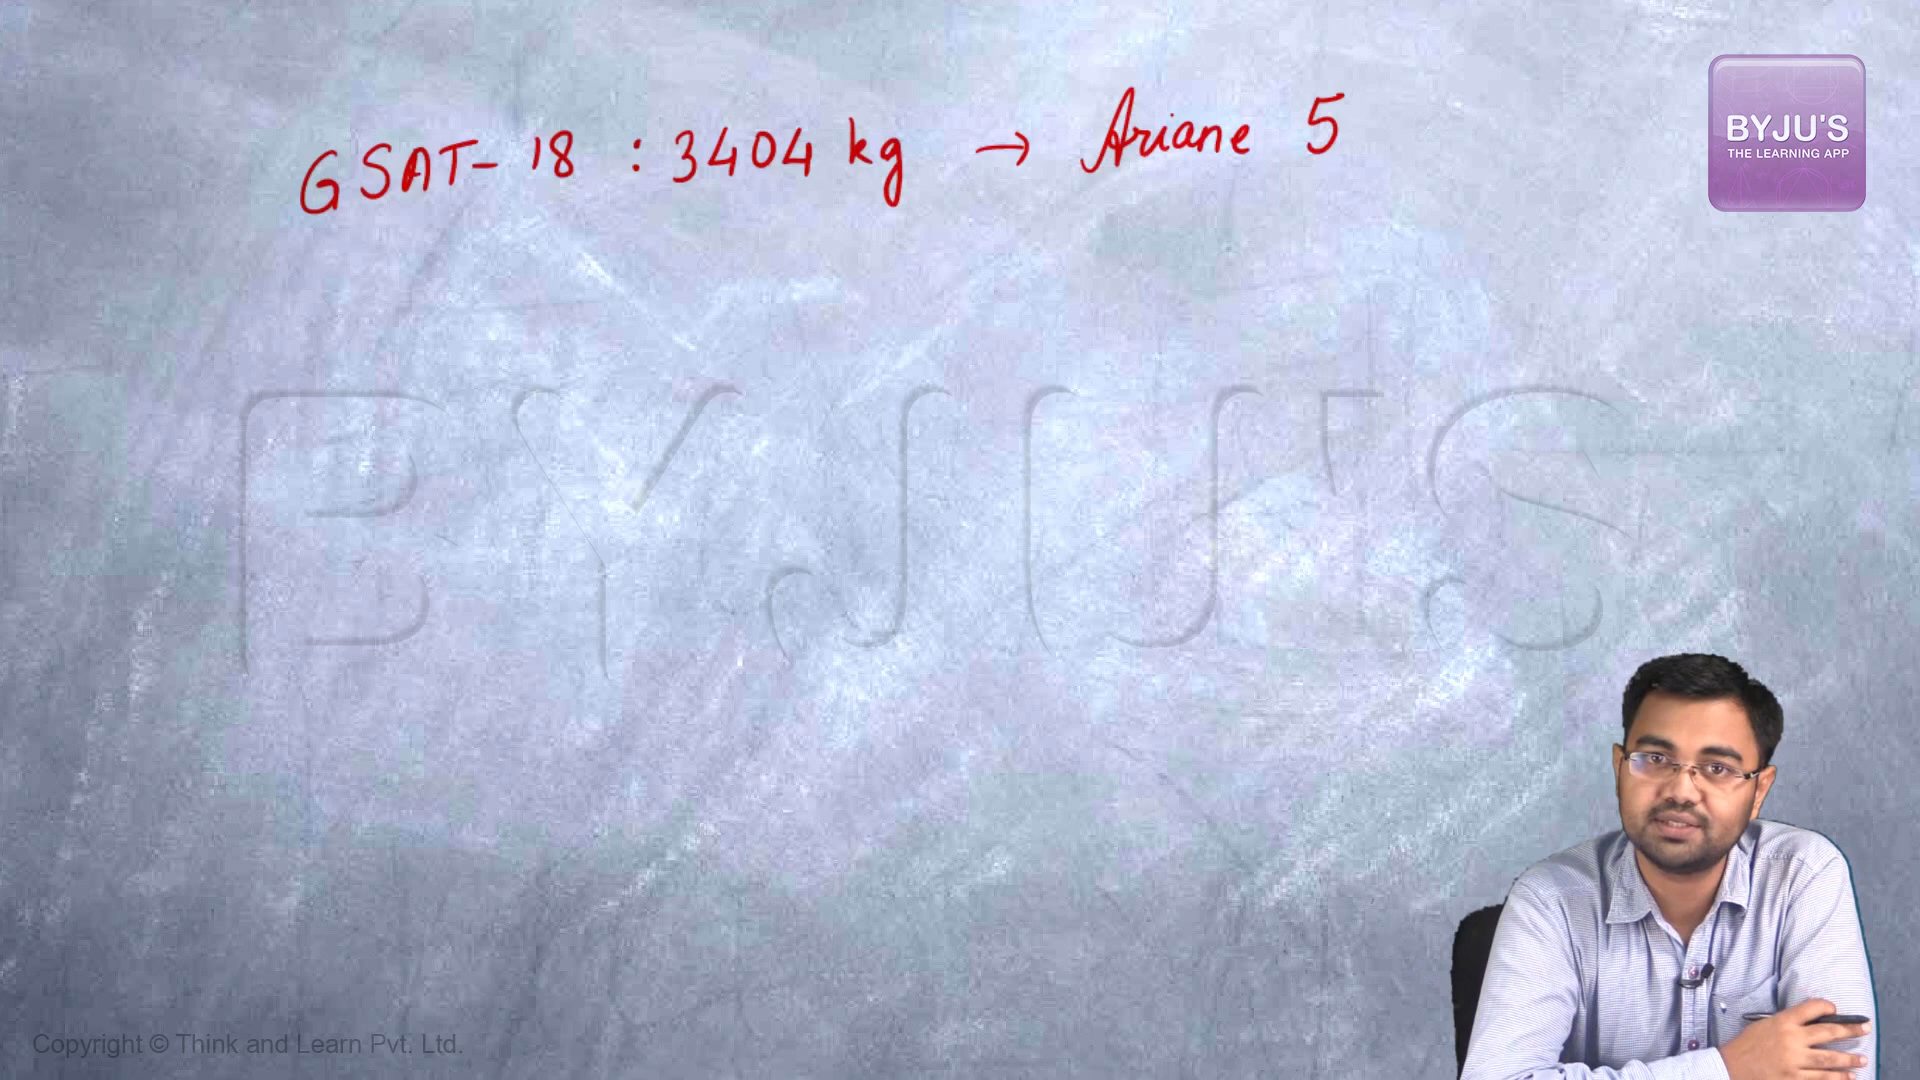 GSAT-18 : 3404 kg → Ariane 5
BYJU'S
THE LEARNING APP
BYJU'S
Copyright © Think and Learn Pvt. Ltd.